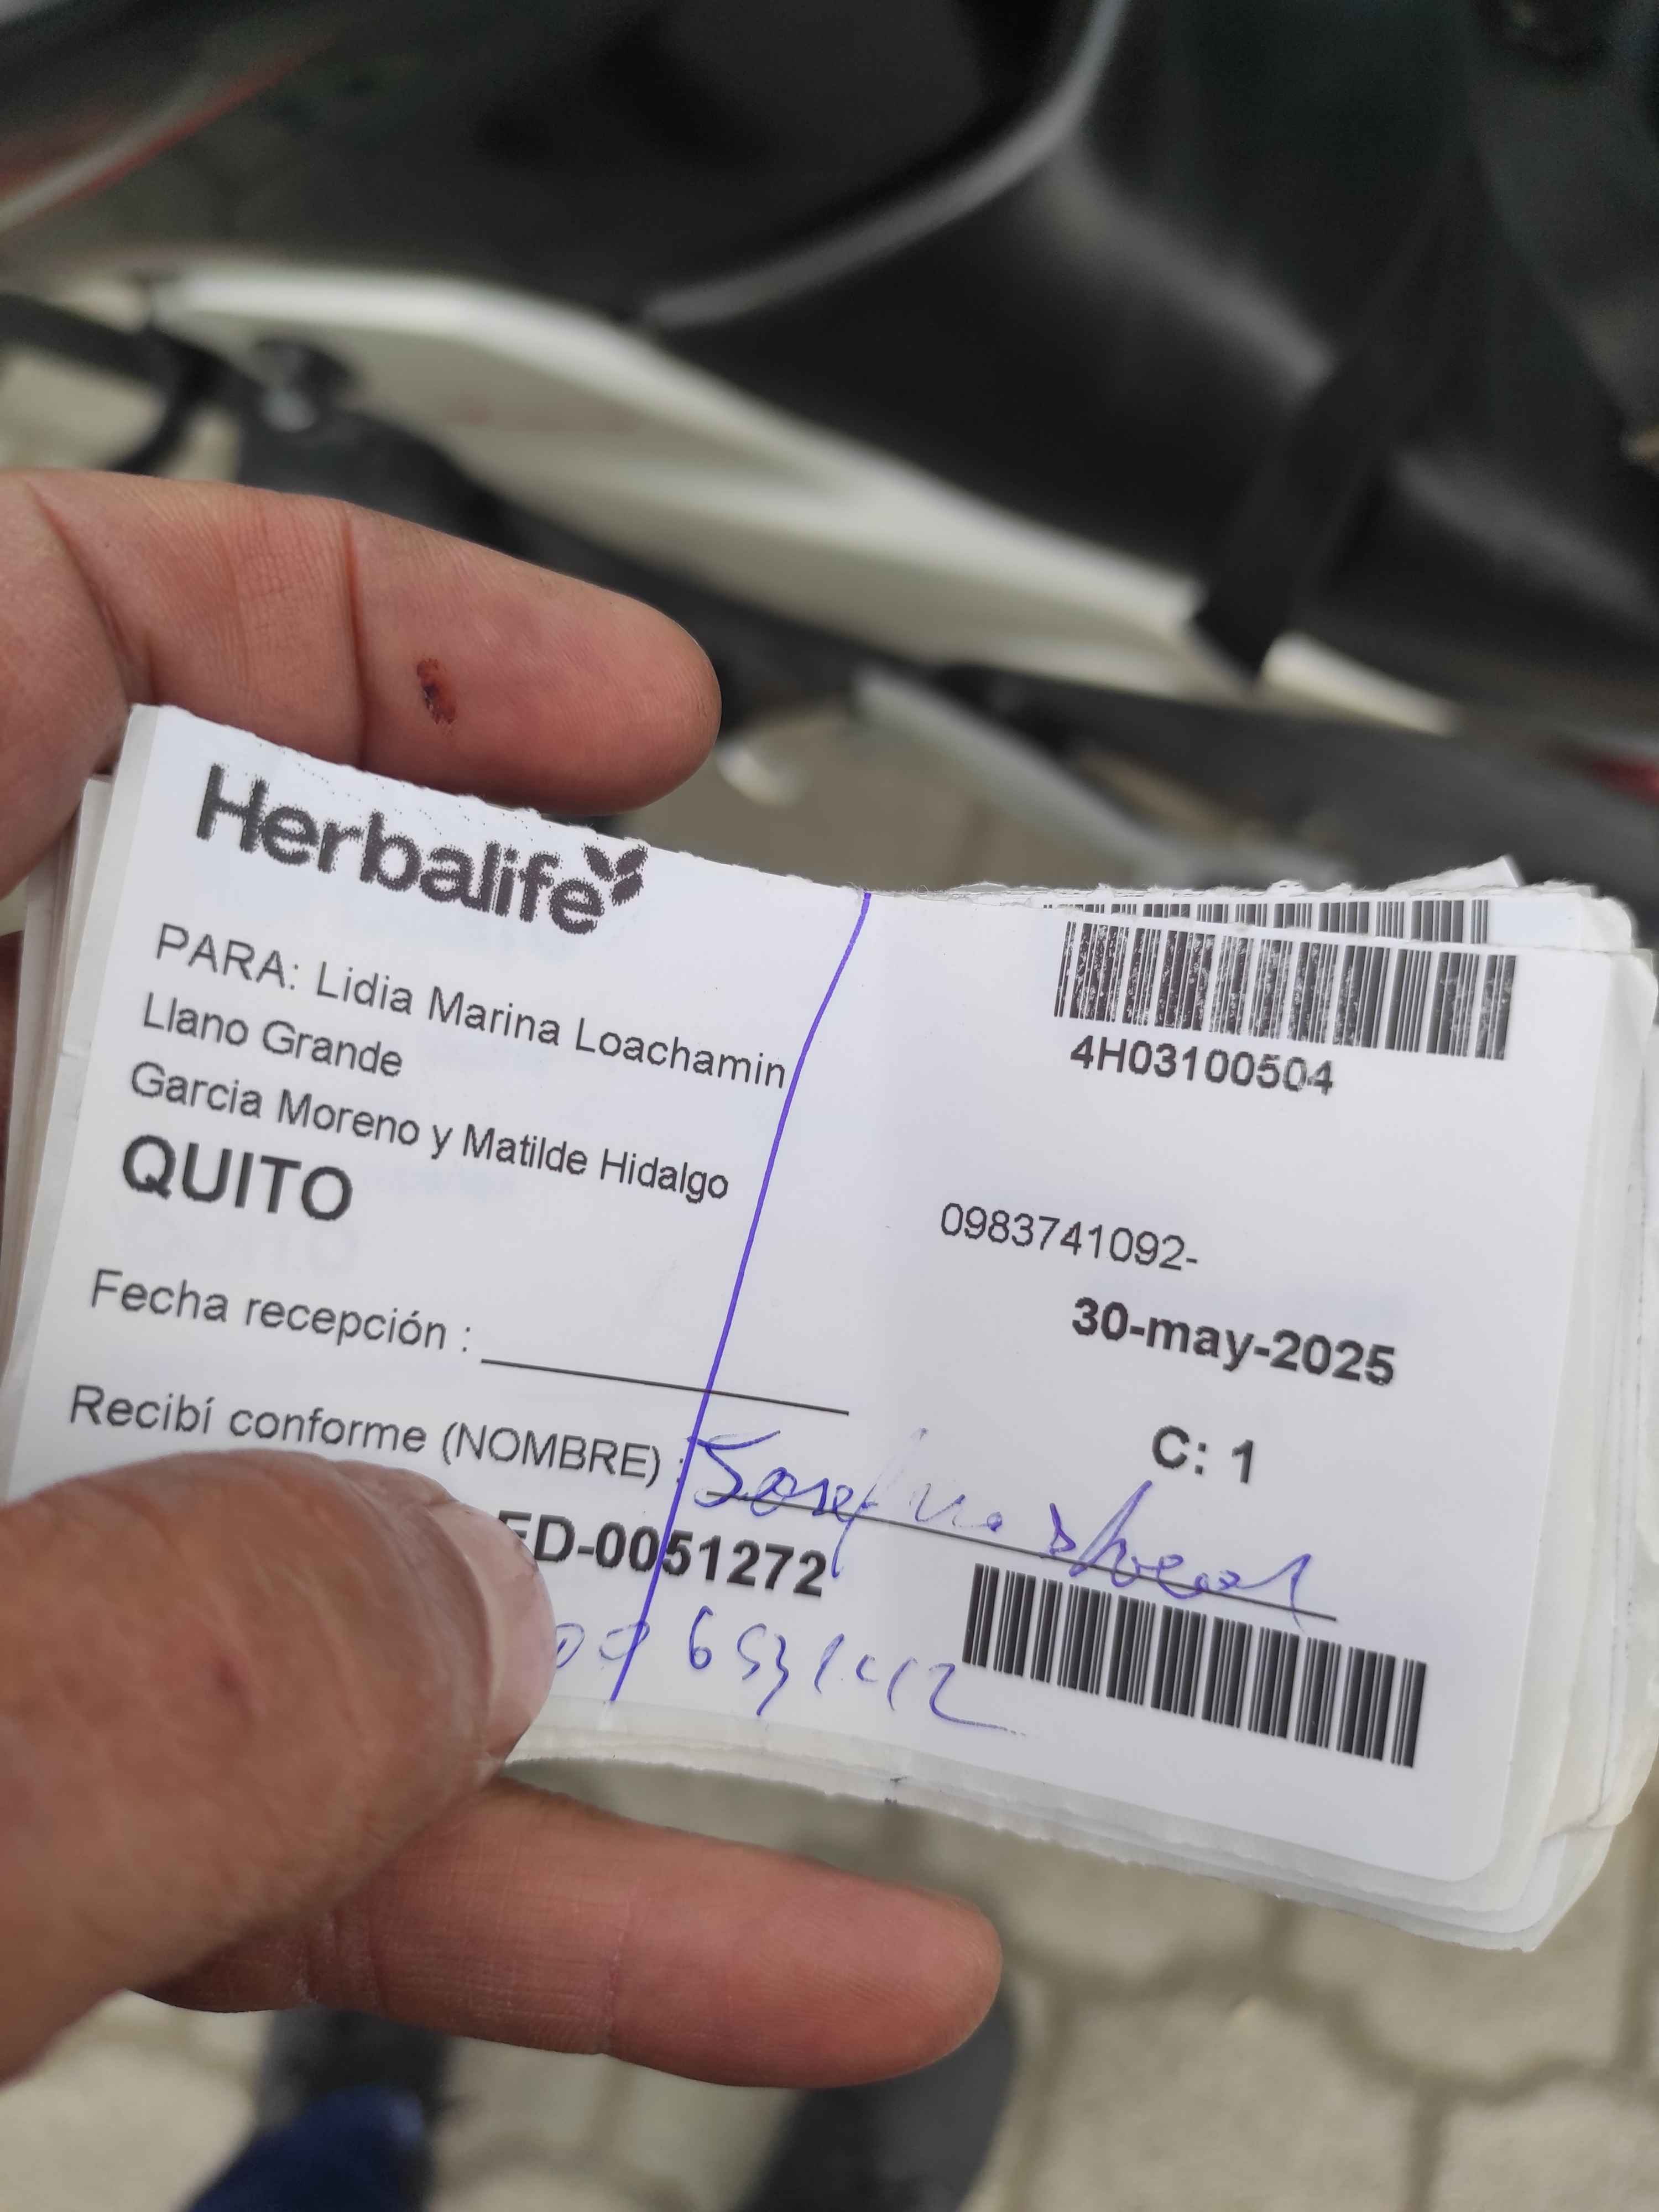 Herbalife
4H03100504
PARA: Lidia Marina Loachamin
Llano Grande
Garcia Moreno y Matilde Hidalgo
QUITO
0983741092-
30-may-2025
Fecha recepción :
C: 1
Recibí conforme (NOMBRE) : Josefina
ED-0051272